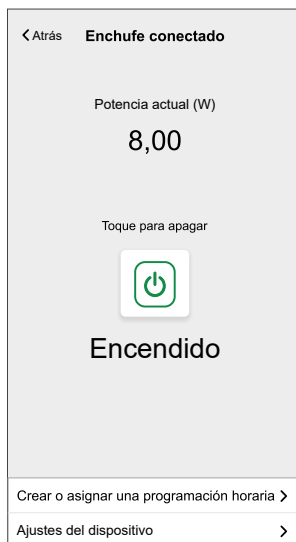 Atrás Enchufe conectado
Potencia actual (W)
8,00
Toque para apagar
Encendido
Crear o asignar una programación horaria
Ajustes del dispositivo